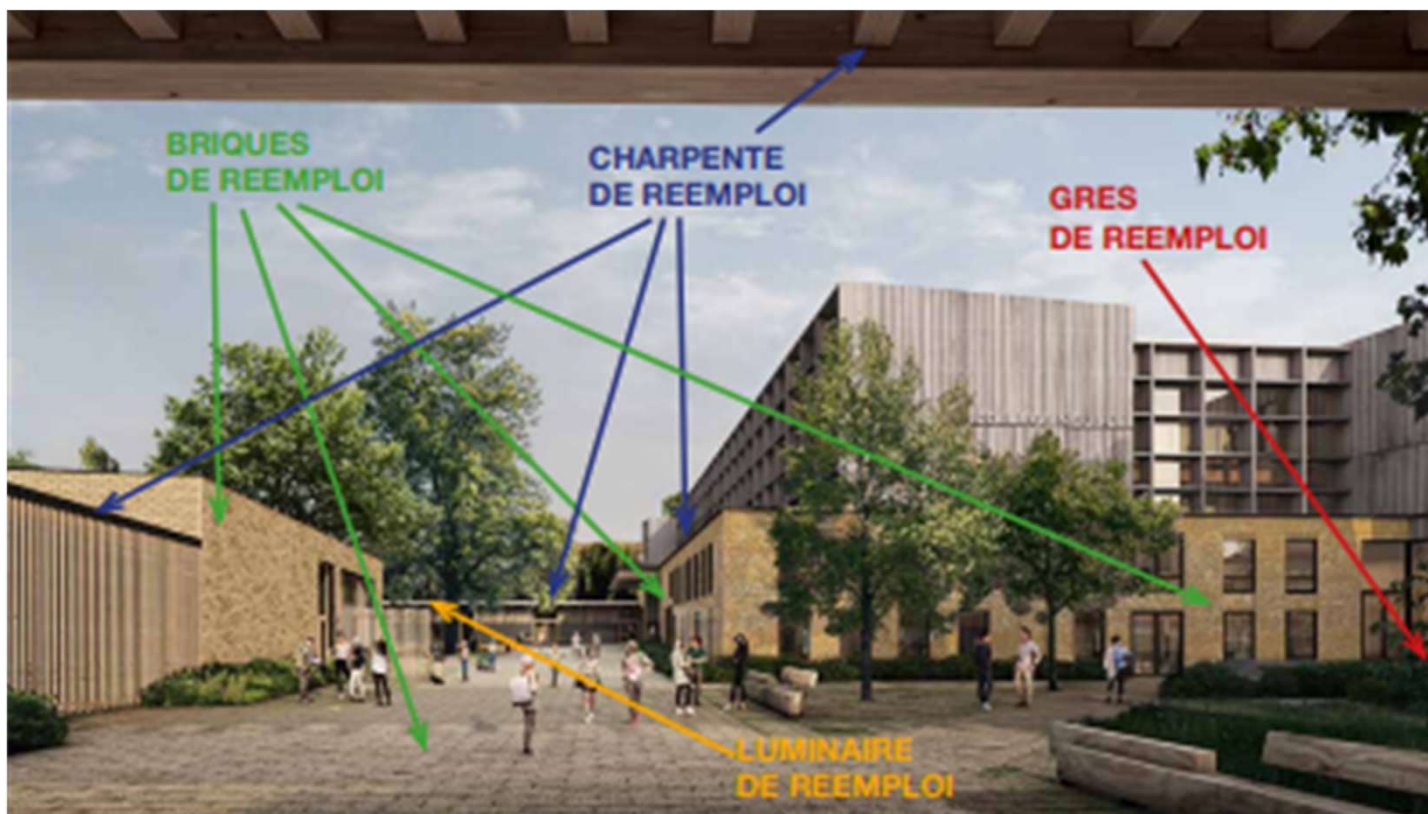 BRIQUES
DE REEMPLOI
CHARPENTE
DE REEMPLOI
GRES
DE REEMPLOI
LUMINAIRE
DE REEMPLOI